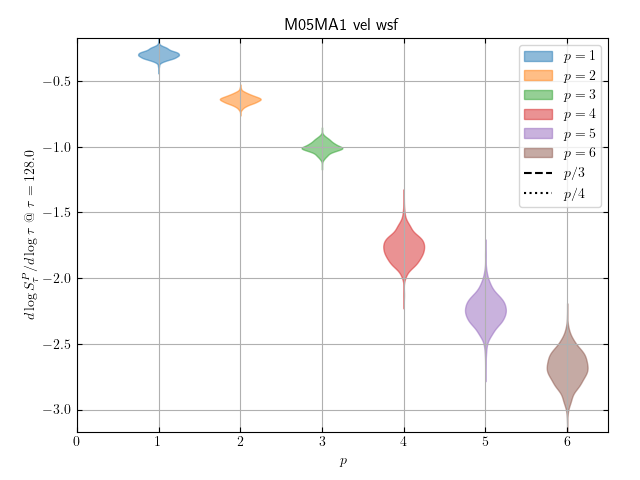 M05MA1 vel wsf
p = 1
p = 2
p = 3
p = 4
p = 5
p = 6
p/3
p/4
−0.5
−1.0
−1.5
−2.0
−2.5
−3.0
d log S_τ^P / d log τ @ τ = 128.0
0 1 2 3 4 5 6
p